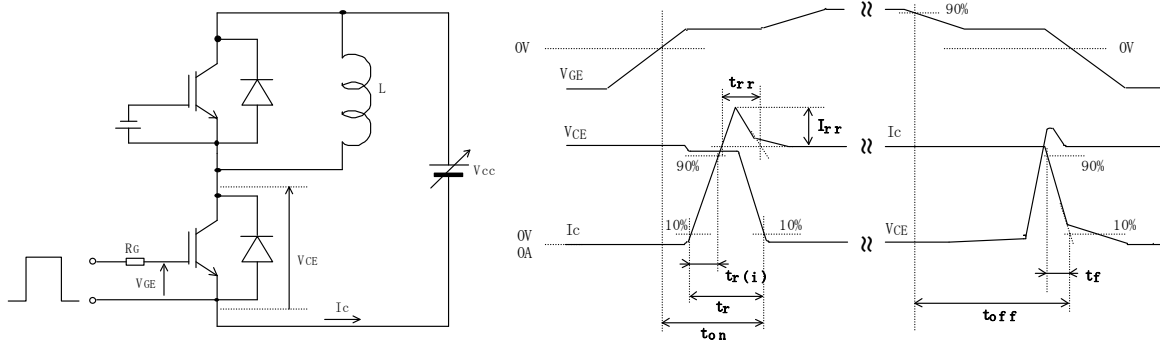 L
Vcc
RG
VGE
VCE
Ic
0V
VGE
90%
0V
trr
Irr
VCE
Ic
90%
90%
10%
10%
Ic
0V
0A
VCE
10%
tr(i)
tr
ton
tf
toff